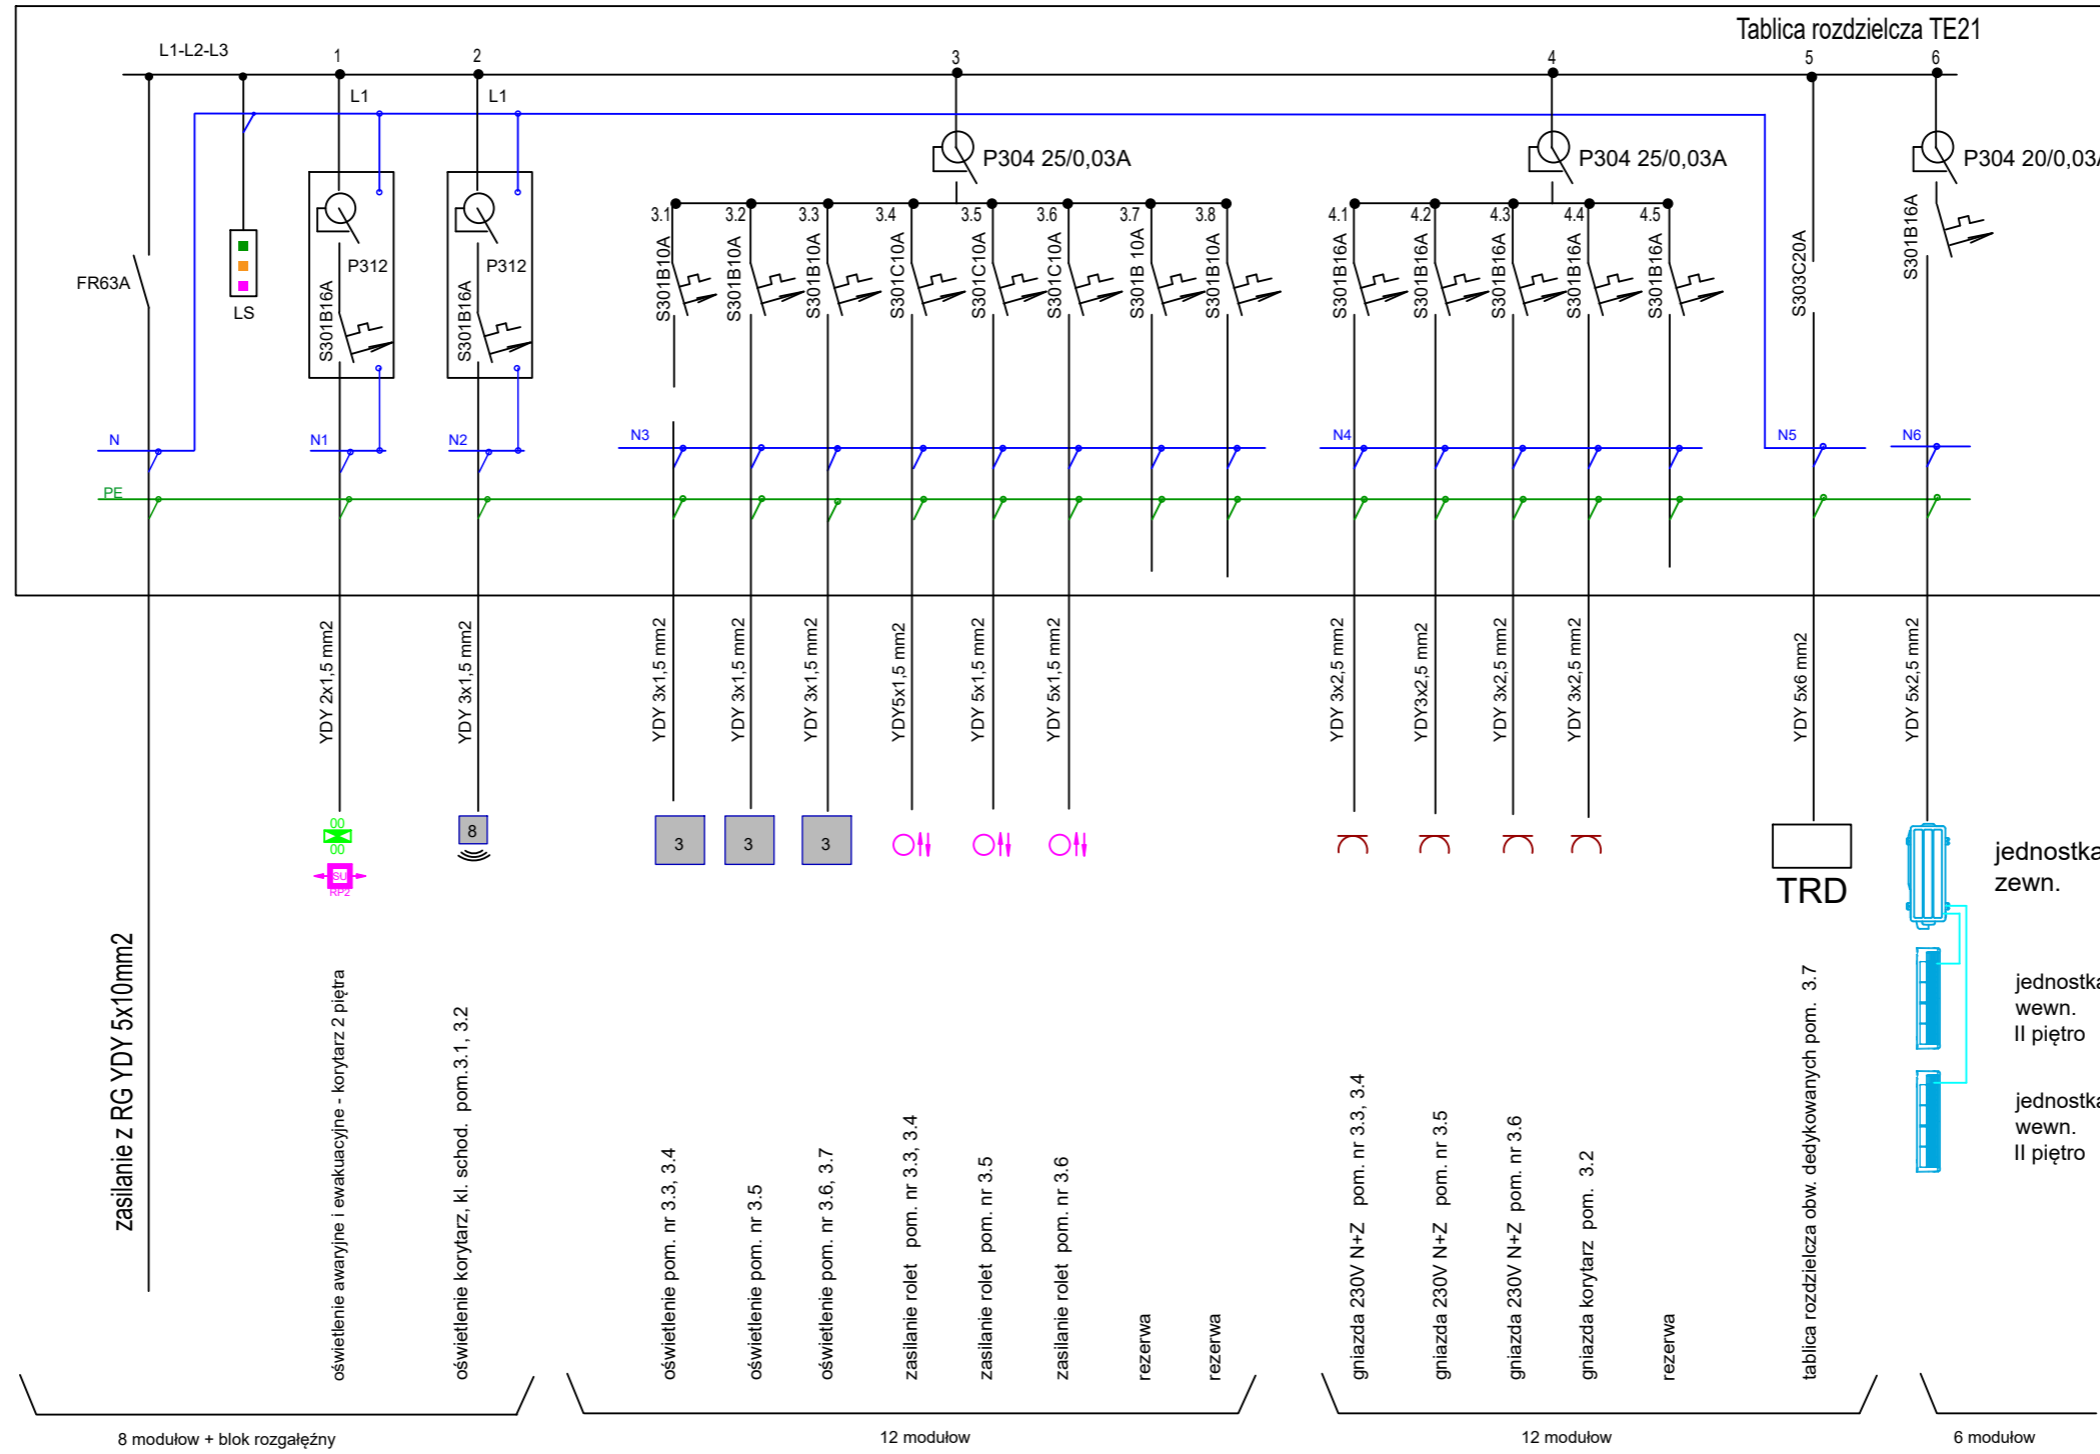 Tablica rozdzielcza TE21
L1-L2-L3
1
2
3
4
5
6
L1
L1
P304 25/0,03A
P304 25/0,03A
P304 20/0,03A
3.1
3.2
3.3
3.4
3.5
3.6
3.7
3.8
4.1
4.2
4.3
4.4
4.5
FR63A
LS
P312
S301B16A
P312
S301B16A
S301B10A
S301B10A
S301B10A
S301C10A
S301C10A
S301C10A
S301B 10A
S301B10A
S301B16A
S301B16A
S301B16A
S301B16A
S301B16A
S303C20A
S301B16A
N
N1
N2
N3
N4
N5
N6
PE
YDY 2x1,5 mm2
YDY 3x1,5 mm2
YDY 3x1,5 mm2
YDY 3x1,5 mm2
YDY 3x1,5 mm2
YDY5x1,5 mm2
YDY 5x1,5 mm2
YDY 5x1,5 mm2
YDY 3x2,5 mm2
YDY3x2,5 mm2
YDY 3x2,5 mm2
YDY 3x2,5 mm2
YDY 5x6 mm2
YDY 5x2,5 mm2
00
00
SU
RP2
8
3
3
3
TRD
jednostka
zewn.
jednostka
wewn.
II piętro
jednostka
wewn.
II piętro
zasilanie z RG YDY 5x10mm2
oświetlenie awaryjne i ewakuacyjne - korytarz 2 piętra
oświetlenie korytarz, kl. schod. pom.3.1, 3.2
oświetlenie pom. nr 3.3, 3.4
oświetlenie pom. nr 3.5
oświetlenie pom. nr 3.6, 3.7
zasilanie rolet pom. nr 3.3, 3.4
zasilanie rolet pom. nr 3.5
zasilanie rolet pom. nr 3.6
rezerwa
rezerwa
gniazda 230V N+Z pom. nr 3.3, 3.4
gniazda 230V N+Z pom. nr 3.5
gniazda 230V N+Z pom. nr 3.6
gniazda korytarz pom. 3.2
rezerwa
tablica rozdzielcza obw. dedykowanych pom. 3.7
8 modułow + blok rozgałęźny
12 modułow
12 modułow
6 modułow